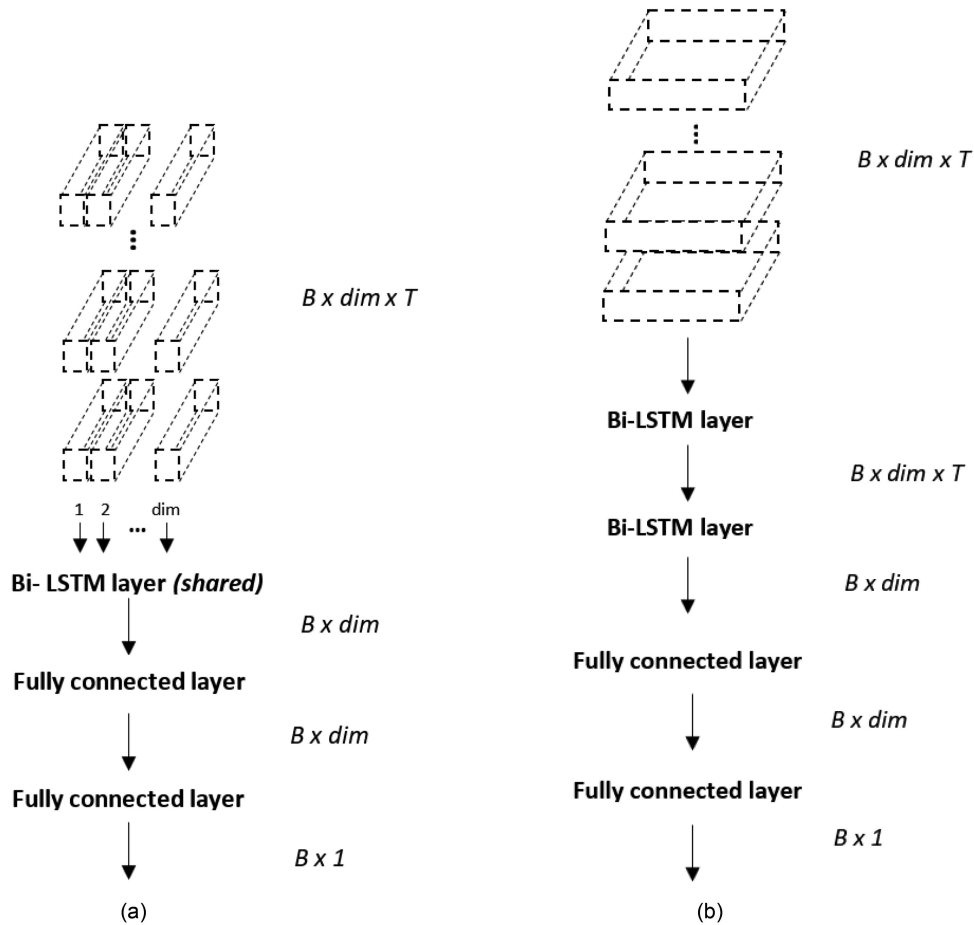 B x dim x T
1 2 ... dim
Bi- LSTM layer (shared)
B x dim
Fully connected layer
B x dim
Fully connected layer
B x 1
(a)
B x dim x T
Bi-LSTM layer
B x dim x T
Bi-LSTM layer
B x dim
Fully connected layer
B x dim
Fully connected layer
B x 1
(b)